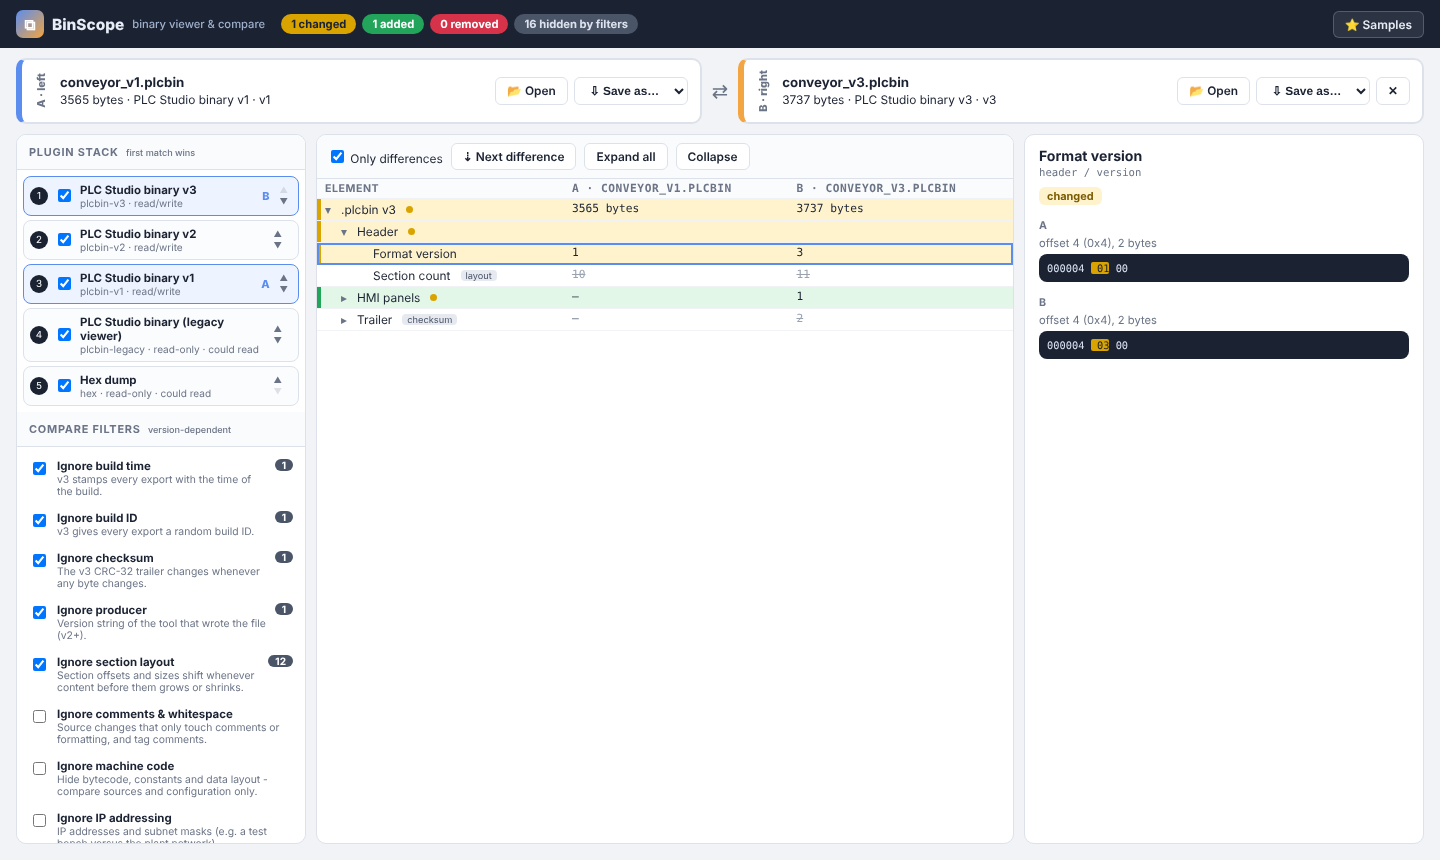 BinScope binary viewer & compare 1 changed 1 added 0 removed 16 hidden by filters ⭐ Samples
A · left
conveyor_v1.plcbin
3565 bytes · PLC Studio binary v1 · v1
📂 Open ⇩ Save as...
⇄
B · right
conveyor_v3.plcbin
3737 bytes · PLC Studio binary v3 · v3
📂 Open ⇩ Save as... ✕
PLUGIN STACK first match wins
1 PLC Studio binary v3 B ▲ ▼
plcbin-v3 · read/write
2 PLC Studio binary v2 ▲ ▼
plcbin-v2 · read/write
3 PLC Studio binary v1 A ▲ ▼
plcbin-v1 · read/write
4 PLC Studio binary (legacy
viewer) ▲ ▼
plcbin-legacy · read-only · could read
5 Hex dump ▲ ▼
hex · read-only · could read
COMPARE FILTERS version-dependent
Ignore build time 1
v3 stamps every export with the time of
the build.
Ignore build ID 1
v3 gives every export a random build ID.
Ignore checksum 1
The v3 CRC-32 trailer changes whenever
any byte changes.
Ignore producer 1
Version string of the tool that wrote the file
(v2+).
Ignore section layout 12
Section offsets and sizes shift whenever
content before them grows or shrinks.
Ignore comments & whitespace
Source changes that only touch comments or
formatting, and tag comments.
Ignore machine code
Hide bytecode, constants and data layout -
compare sources and configuration only.
Ignore IP addressing
IP addresses and subnet masks (e.g. a test
bench versus the plant network).
Only differences ↓ Next difference Expand all Collapse
ELEMENT A · CONVEYOR_V1.PLCBIN B · CONVEYOR_V3.PLCBIN
▼ .plcbin v3 3565 bytes 3737 bytes
▼ Header
Format version 1 3
Section count layout 10 11
▶ HMI panels — 1
▶ Trailer checksum — 2
Format version
header / version
changed
A
offset 4 (0x4), 2 bytes
000004 01 00
B
offset 4 (0x4), 2 bytes
000004 03 00